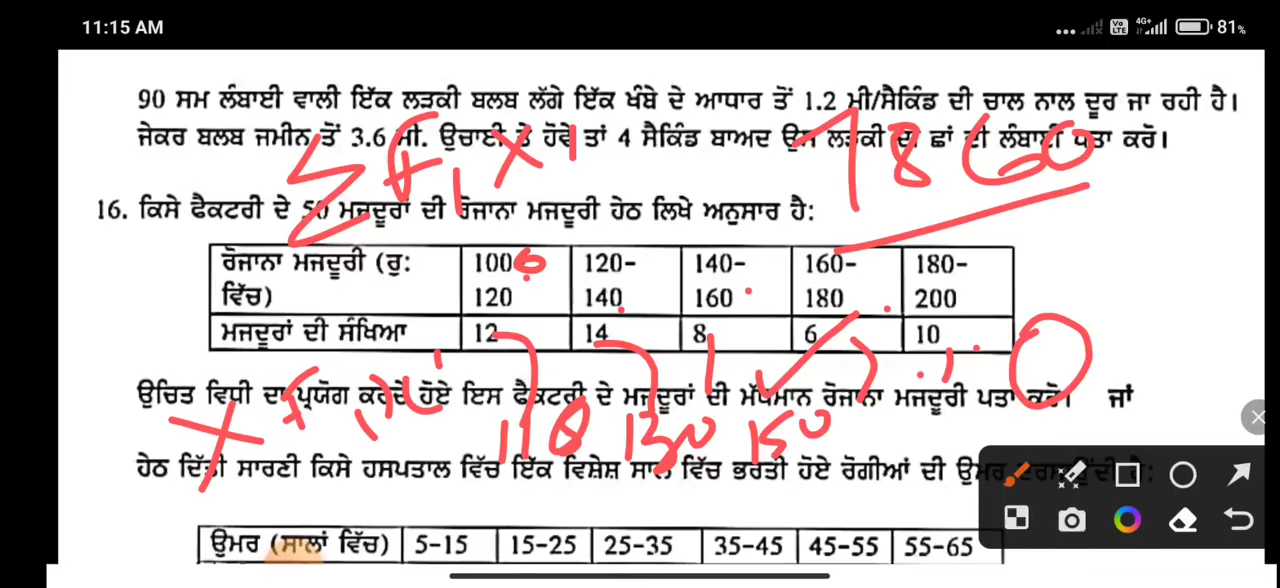 11:15 AM
4G+ Vo LTE 81%
90 ਸਮ ਲੰਬਾਈ ਵਾਲੀ ਇੱਕ ਲੜਕੀ ਬਲਬ ਲੱਗੇ ਇੱਕ ਖੰਬੇ ਦੇ ਆਧਾਰ ਤੋਂ 1.2 ਮੀ/ਸੈਕਿੰਡ ਦੀ ਚਾਲ ਨਾਲ ਦੂਰ ਜਾ ਰਹੀ ਹੈ।
ਜੇਕਰ ਬਲਬ ਜਮੀਨ ਤੋਂ 3.6 ਮੀ. ਉਚਾਈ ਤੇ ਹੋਵੇ ਤਾਂ 4 ਸੈਕਿੰਡ ਬਾਅਦ ਉਸ ਲੜਕੀ ਦੀ ਛਾਂ ਦੀ ਲੰਬਾਈ ਪਤਾ ਕਰੋ।
7860
16. ਕਿਸੇ ਫੈਕਟਰੀ ਦੇ 50 ਮਜਦੂਰਾਂ ਦੀ ਰੋਜਾਨਾ ਮਜਦੂਰੀ ਹੇਠ ਲਿਖੇ ਅਨੁਸਾਰ ਹੈ:
ਰੋਜਾਨਾ ਮਜਦੂਰੀ (ਰੁ: 100 120- 140- 160- 180-
ਵਿੱਚ) 120 140 160 180 200
ਮਜਦੂਰਾਂ ਦੀ ਸੰਖਿਆ 12 14 8 6 10
ਉਚਿਤ ਵਿਧੀ ਦਾ ਪ੍ਰਯੋਗ ਕਰਦੇ ਹੋਏ ਇਸ ਫੈਕਟਰੀ ਦੇ ਮਜਦੂਰਾਂ ਦੀ ਮੱਧਮਾਨ ਰੋਜਾਨਾ ਮਜਦੂਰੀ ਪਤਾ ਕਰੋ। ਜਾਂ
110 130 150
ਹੇਠ ਦਿੱਤੀ ਸਾਰਣੀ ਕਿਸੇ ਹਸਪਤਾਲ ਵਿੱਚ ਇੱਕ ਵਿਸ਼ੇਸ਼ ਸਾਲ ਵਿੱਚ ਭਰਤੀ ਹੋਏ ਰੋਗੀਆਂ ਦੀ ਉਮਰ
ਉਮਰ (ਸਾਲਾਂ ਵਿੱਚ) 5-15 15-25 25-35 35-45 45-55 55-65